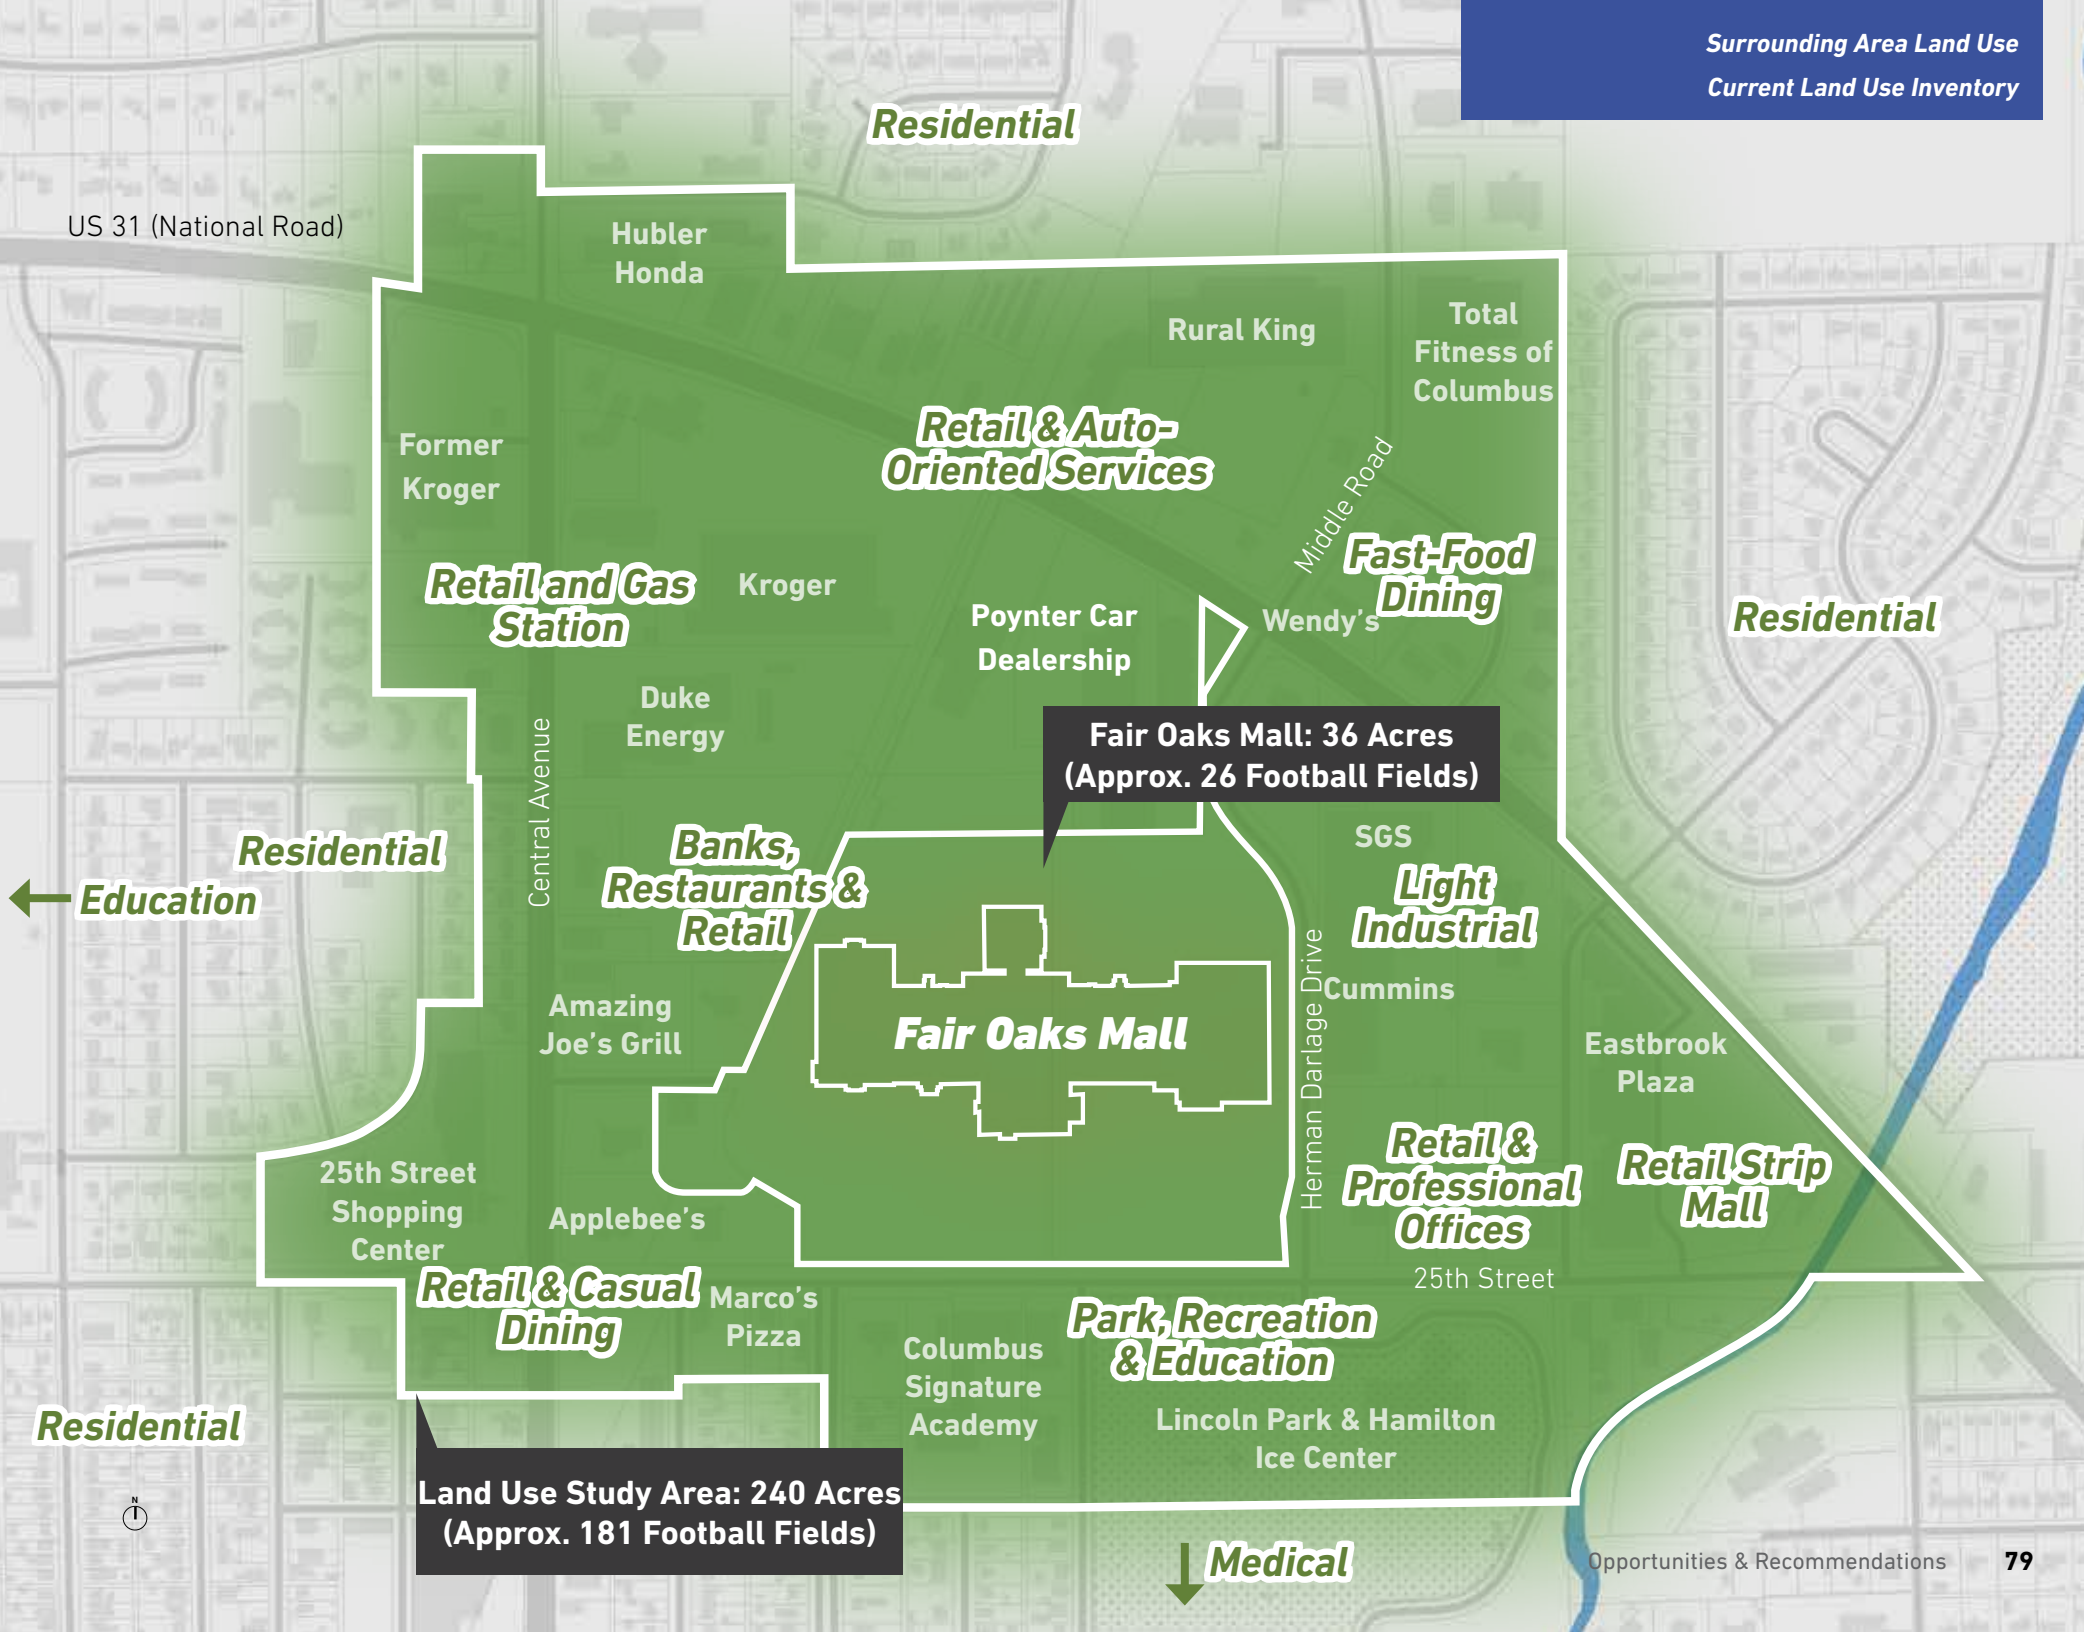 Surrounding Area Land Use
Current Land Use Inventory
Residential
US 31 (National Road)
Hubler
Honda
Rural King
Total
Fitness of
Columbus
Former
Kroger
Retail & Auto-
Oriented Services
Middle Road
Fast-Food
Dining
Retail and Gas
Station
Kroger
Poynter Car
Dealership
Wendy's
Residential
Duke
Energy
Central Avenue
Fair Oaks Mall: 36 Acres
(Approx. 26 Football Fields)
Residential
Education
Banks,
Restaurants &
Retail
SGS
Light
Industrial
Herman Darlage Drive
Cummins
Amazing
Joe's Grill
Fair Oaks Mall
Eastbrook
Plaza
25th Street
Shopping
Center
Applebee's
Retail &
Professional
Offices
Retail Strip
Mall
Retail & Casual
Dining
Marco's
Pizza
25th Street
Columbus
Signature
Academy
Park, Recreation
& Education
Lincoln Park & Hamilton
Ice Center
Residential
Land Use Study Area: 240 Acres
(Approx. 181 Football Fields)
N
Medical
Opportunities & Recommendations 79